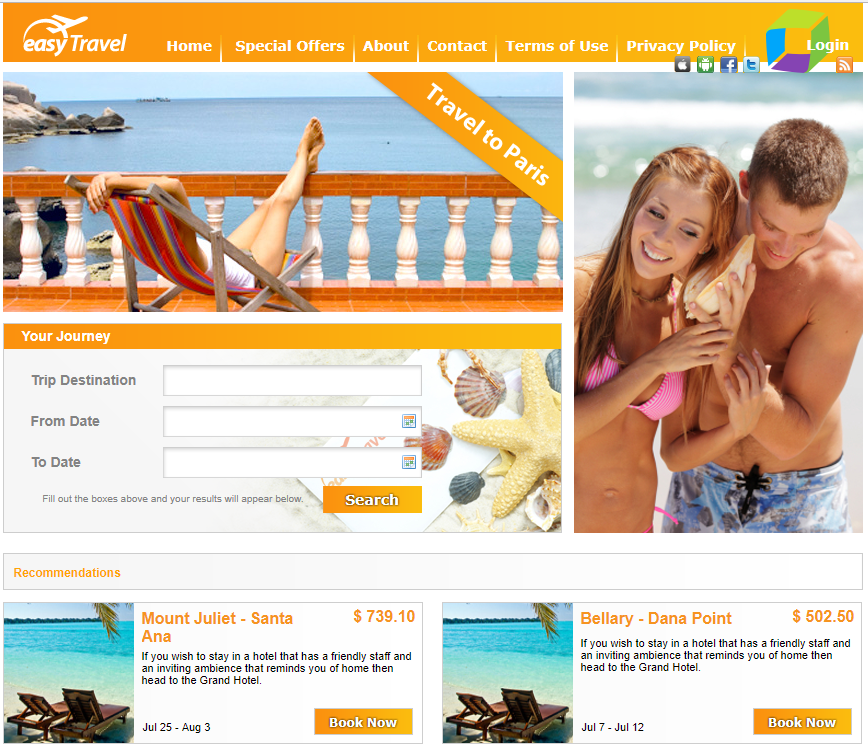 easyTravel
Home
Special Offers
About
Contact
Terms of Use
Privacy Policy
Login
Travel to Paris
Your Journey
Trip Destination
From Date
To Date
Fill out the boxes above and your results will appear below.
Search
Recommendations
Mount Juliet - Santa
Ana
$ 739.10
If you wish to stay in a hotel that has a friendly staff and
an inviting ambience that reminds you of home then
head to the Grand Hotel.
Jul 25 - Aug 3
Book Now
Bellary - Dana Point
$ 502.50
If you wish to stay in a hotel that has a friendly staff and
an inviting ambience that reminds you of home then
head to the Grand Hotel.
Jul 7 - Jul 12
Book Now